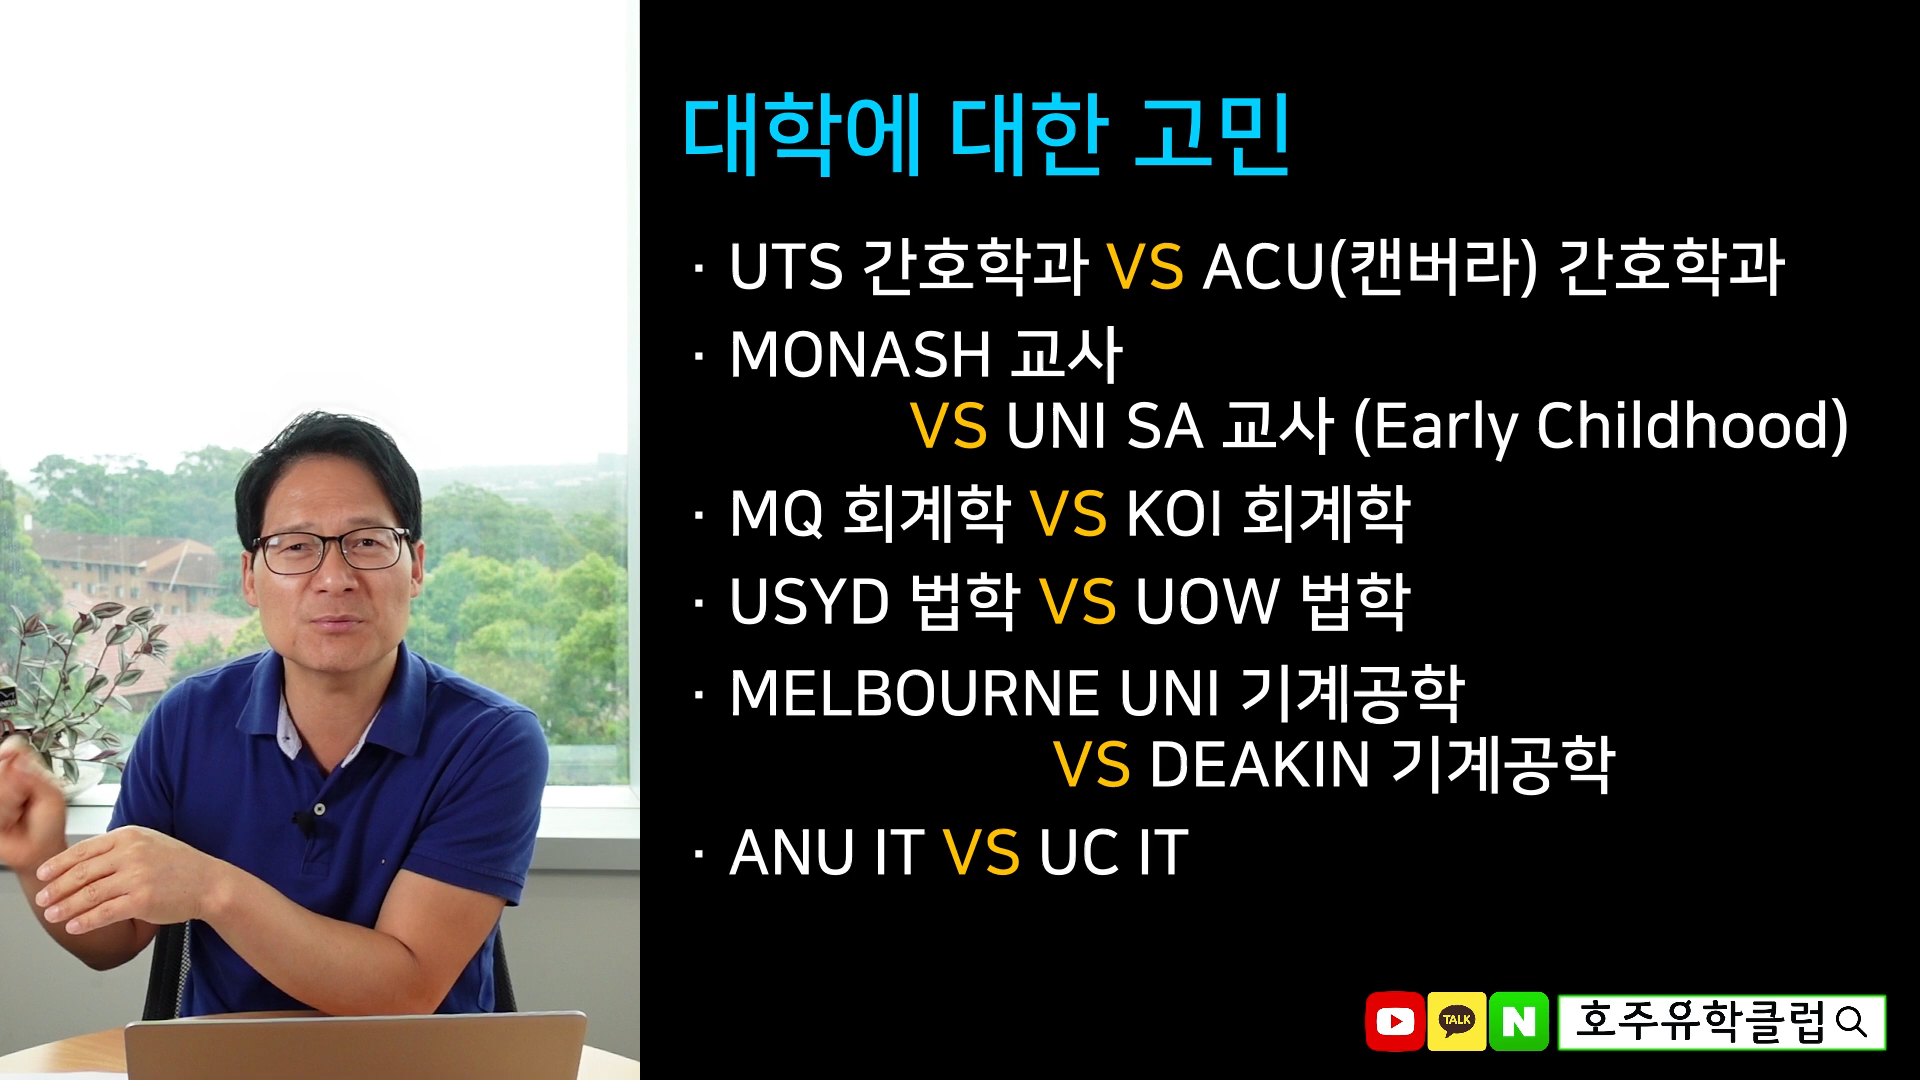 대학에 대한 고민
· UTS 간호학과 VS ACU(캔버라) 간호학과
· MONASH 교사
VS UNI SA 교사 (Early Childhood)
· MQ 회계학 VS KOI 회계학
· USYD 법학 VS UOW 법학
· MELBOURNE UNI 기계공학
VS DEAKIN 기계공학
· ANU IT VS UC IT
TALK N 호주유학클럽